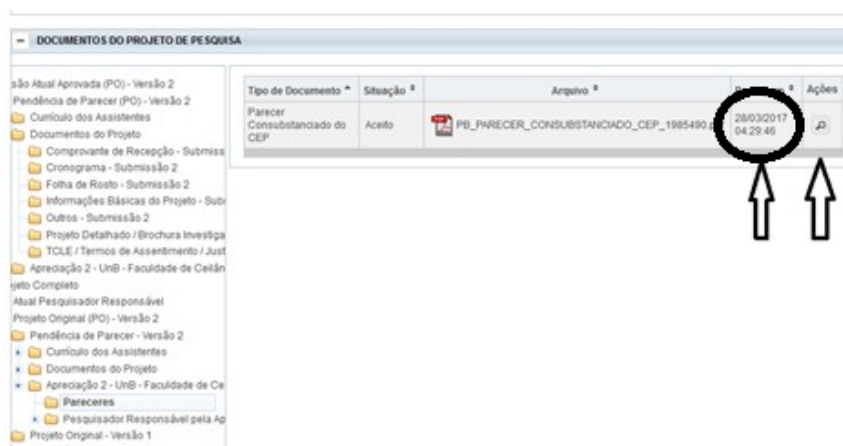 DOCUMENTOS DO PROJETO DE PESQUISA
são Atual Aprovada (PO) - Versão 2
Pendência de Parecer (PO) - Versão 2
Currículo dos Assistentes
Documentos do Projeto
Comprovante de Recepção - Submiss
Cronograma - Submissão 2
Folha de Rosto - Submissão 2
Informações Básicas do Projeto - Sub
Outros - Submissão 2
Projeto Detalhado / Brochura Investiga
TCLE / Termos de Assentimento / Just
Apreciação 2 - UnB - Faculdade de Ceilân
jeto Completo
Atual Pesquisador Responsável
Projeto Original (PO) - Versão 2
Pendência de Parecer - Versão 2
Currículo dos Assistentes
Documentos do Projeto
Apreciação 2 - UnB - Faculdade de Ce
Pareceres
Pesquisador Responsável pela Ap
Projeto Original - Versão 1
Tipo de Documento Situação Arquivo Ações
Parecer
Consubstanciado do
CEP
Aceito
PB_PARECER_CONSUBSTANCIADO_CEP_1985490.p
28/03/2017
04:29:46